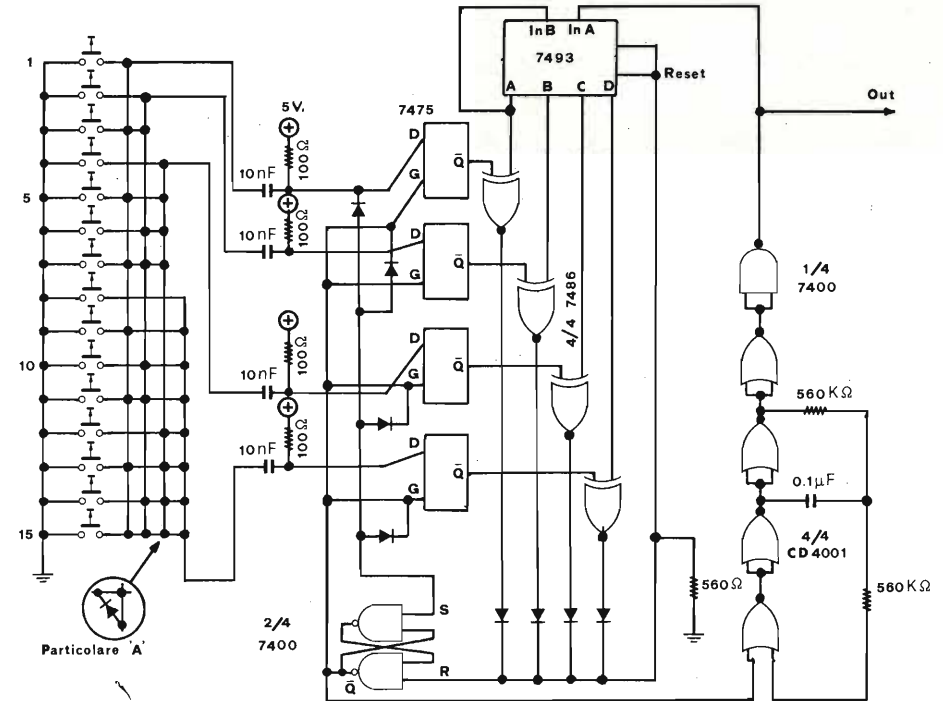 InB InA
7493
A B C D
Reset
Out
1
5
10
15
5V.
100Ω
10nF
100Ω
10nF
100Ω
10nF
100Ω
10nF
7475
D
G
Q̅
D
G
Q̅
D
G
Q̅
D
G
Q̅
4/4 7486
1/4
7400
560KΩ
0.1µF
4/4
CD4001
560KΩ
560Ω
2/4
7400
S
R
Q̅
Particolare 'A'